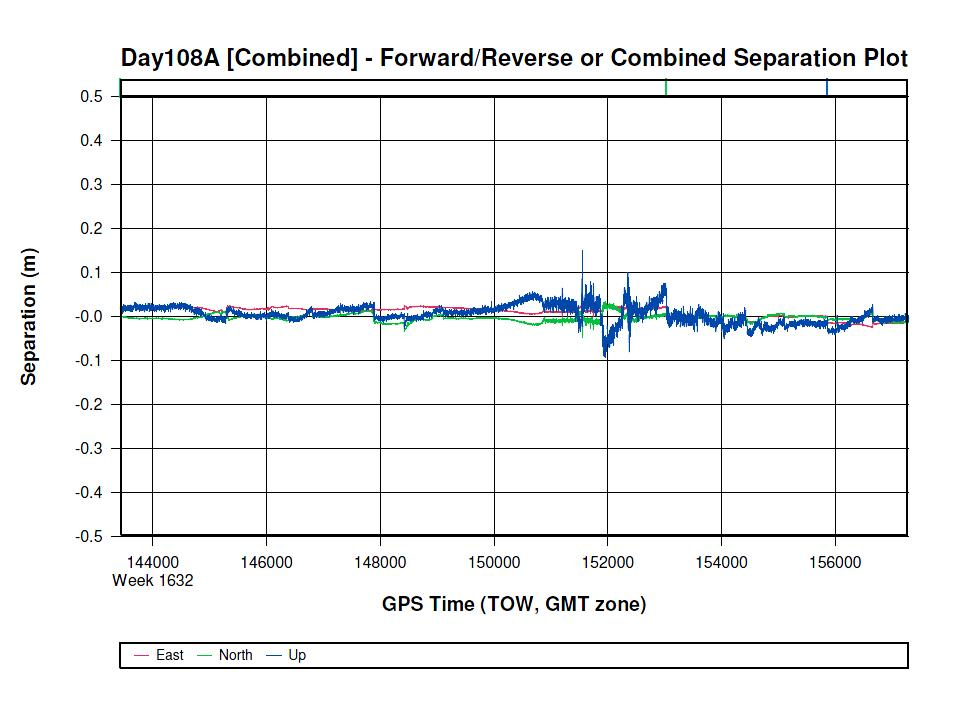 Day108A [Combined] - Forward/Reverse or Combined Separation Plot
0.5
0.4
0.3
0.2
0.1
-0.0
-0.1
-0.2
-0.3
-0.4
-0.5
Separation (m)
144000 146000 148000 150000 152000 154000 156000
Week 1632
GPS Time (TOW, GMT zone)
East North Up